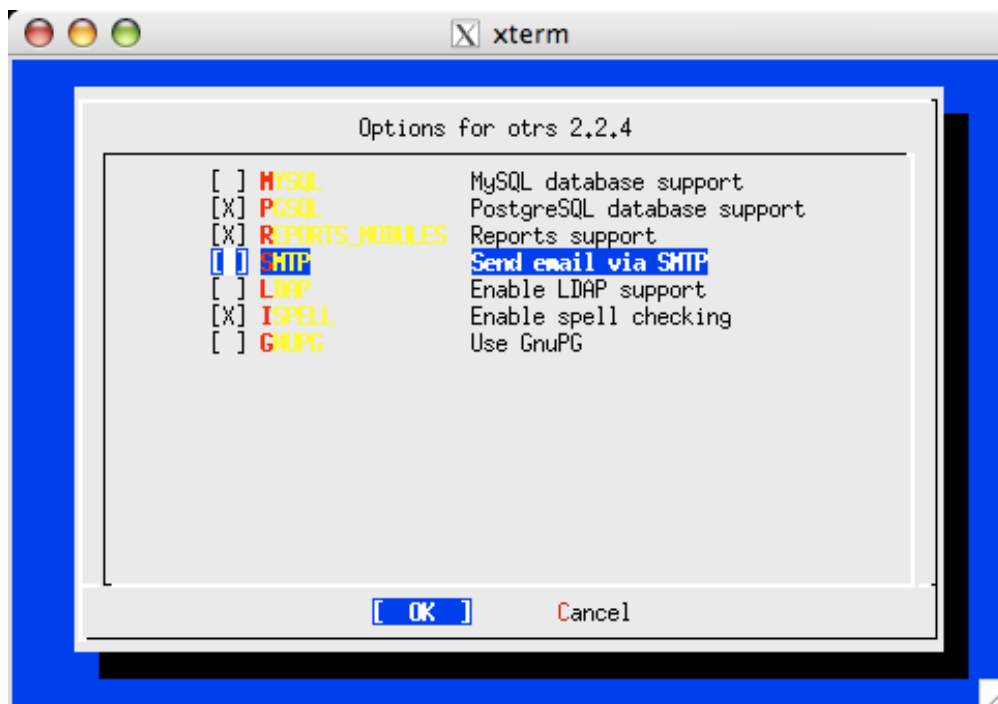 X xterm
Options for otrs 2.2.4
[ ] MYSQL MySQL database support
[X] PGSQL PostgreSQL database support
[X] REPORTS_MODULES Reports support
[ ] SMTP Send email via SMTP
[ ] LDAP Enable LDAP support
[X] ISPELL Enable spell checking
[ ] GNUPG Use GnuPG
[ OK ] Cancel